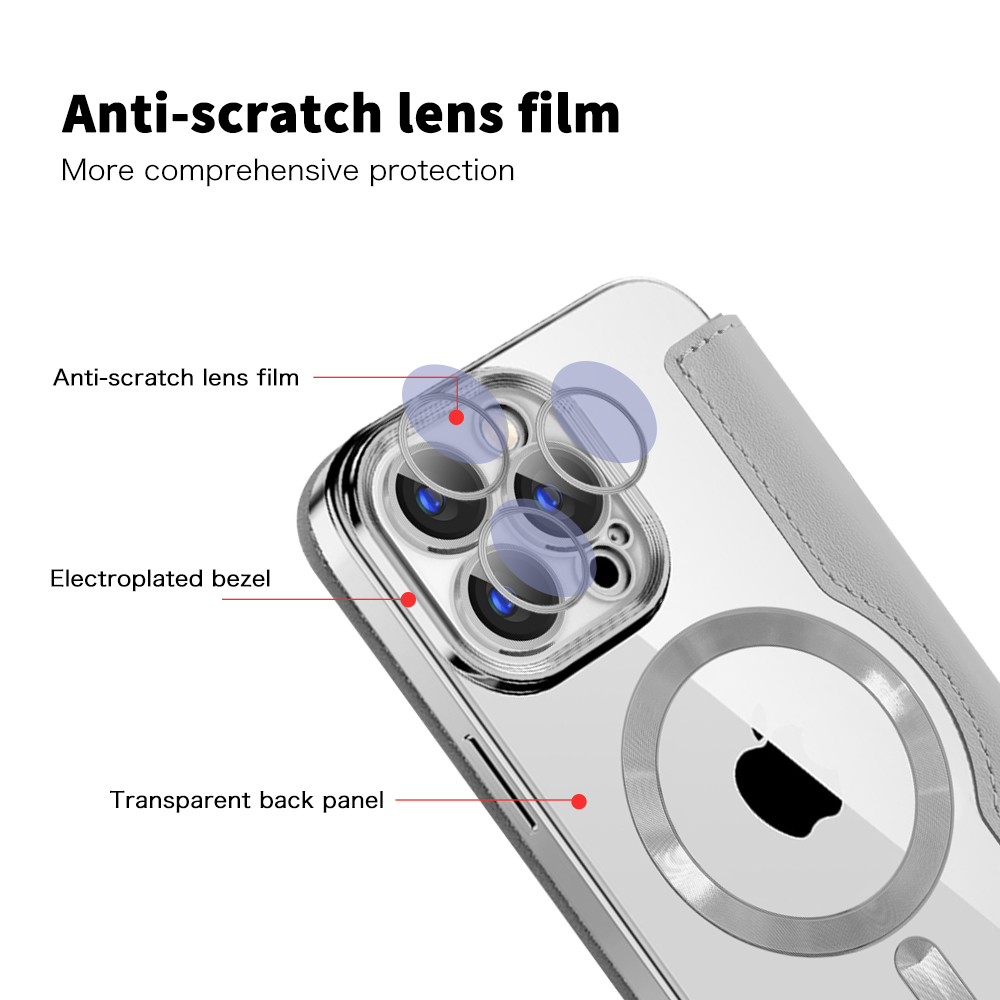 Anti-scratch lens film
More comprehensive protection
Anti-scratch lens film
Electroplated bezel
Transparent back panel